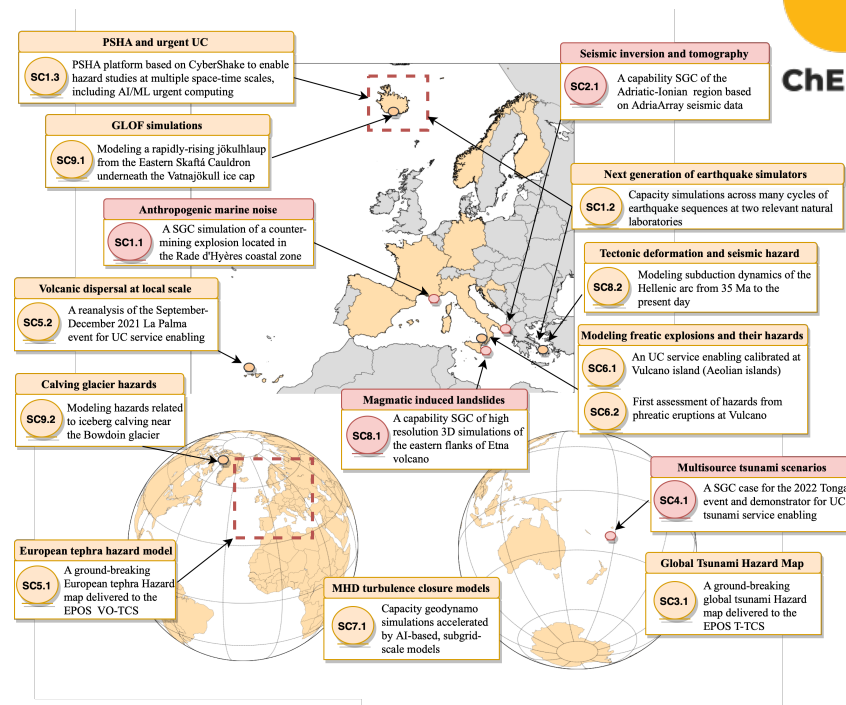 PSHA and urgent UC
SC1.3
PSHA platform based on CyberShake to enable
hazard studies at multiple space-time scales,
including AI/ML urgent computing
GLOF simulations
SC9.1
Modeling a rapidly-rising jökulhlaup
from the Eastern Skaftá Cauldron
underneath the Vatnajökull ice cap
Anthropogenic marine noise
SC1.1
A SGC simulation of a counter-
mining explosion located in
the Rade d'Hyères coastal zone
Volcanic dispersal at local scale
SC5.2
A reanalysis of the September-
December 2021 La Palma
event for UC service enabling
Calving glacier hazards
SC9.2
Modeling hazards related
to iceberg calving near
the Bowdoin glacier
European tephra hazard model
SC5.1
A ground-breaking
European tephra Hazard
map delivered to the
EPOS VO-TCS
Seismic inversion and tomography
SC2.1
A capability SGC of the
Adriatic-Ionian region based
on AdriaArray seismic data
ChE
Next generation of earthquake simulators
SC1.2
Capacity simulations across many cycles of
earthquake sequences at two relevant natural
laboratories
Tectonic deformation and seismic hazard
SC8.2
Modeling subduction dynamics of the
Hellenic arc from 35 Ma to the
present day
Modeling freatic explosions and their hazards
SC6.1
An UC service enabling calibrated at
Vulcano island (Aeolian islands)
SC6.2
First assessment of hazards from
phreatic eruptions at Vulcano
Magmatic induced landslides
SC8.1
A capability SGC of high
resolution 3D simulations of
the eastern flanks of Etna
volcano
Multisource tsunami scenarios
SC4.1
A SGC case for the 2022 Tonga
event and demonstrator for UC
tsunami service enabling
Global Tsunami Hazard Map
SC3.1
A ground-breaking
global tsunami Hazard
map delivered to the
EPOS T-TCS
MHD turbulence closure models
SC7.1
Capacity geodynamo
simulations accelerated
by AI-based, subgrid-
scale models